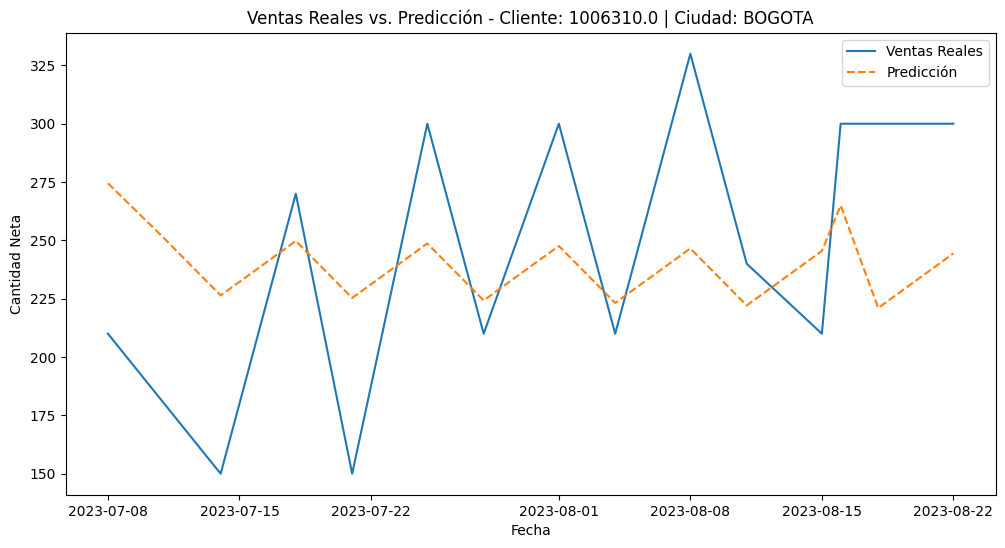 Ventas Reales vs. Predicción - Cliente: 1006310.0 | Ciudad: BOGOTA
Ventas Reales
Predicción
325
300
275
250
225
200
175
150
Cantidad Neta
2023-07-08 2023-07-15 2023-07-22 2023-08-01 2023-08-08 2023-08-15 2023-08-22
Fecha